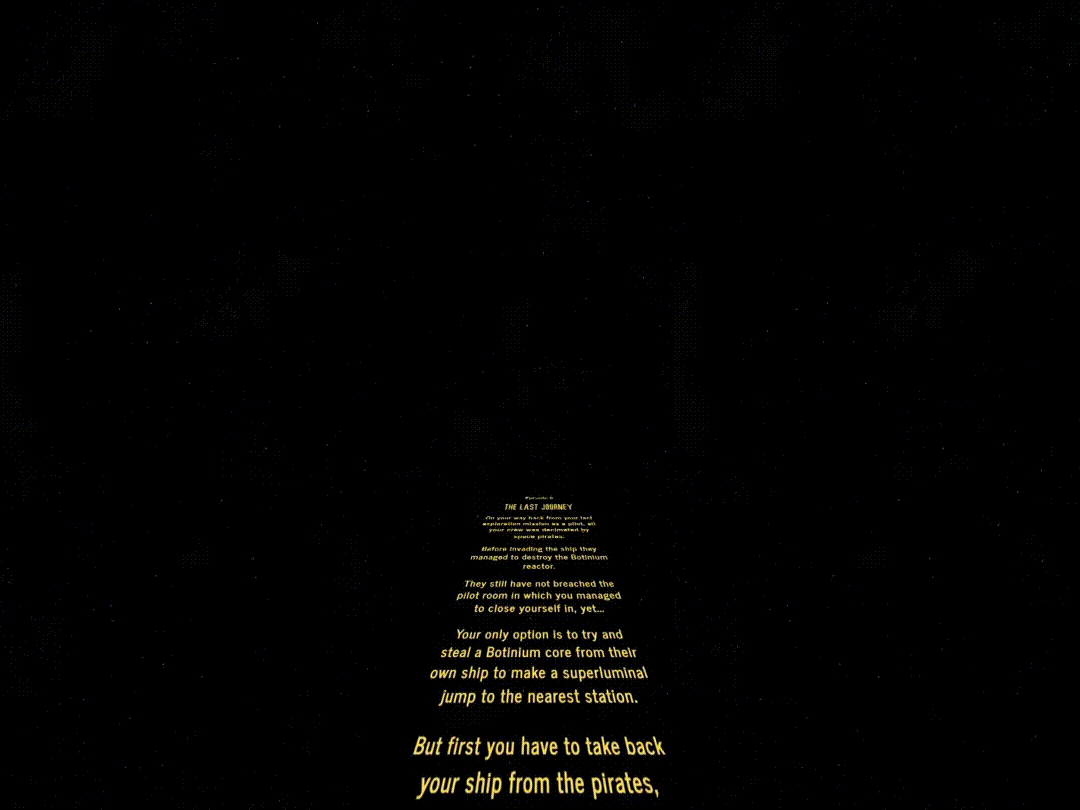 Episode 6
THE LAST JOURNEY
On your way back from your last
exploration mission as a pilot, all
your crew was decimated by
space pirates.
Before invading the ship they
managed to destroy the Botinium
reactor.
They still have not breached the
pilot room in which you managed
to close yourself in, yet...
Your only option is to try and
steal a Botinium core from their
own ship to make a superluminal
jump to the nearest station.
But first you have to take back
your ship from the pirates,